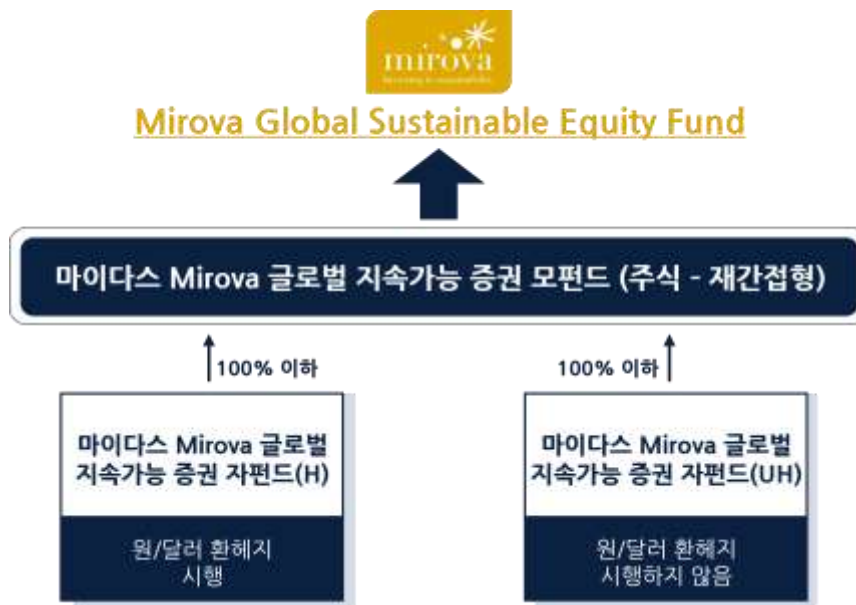 mirova
Mirova Global Sustainable Equity Fund
마이다스 Mirova 글로벌 지속가능 증권 모펀드 (주식 - 재간접형)
100% 이하
100% 이하
마이다스 Mirova 글로벌
지속가능 증권 자펀드(H)
원/달러 환헤지
시행
마이다스 Mirova 글로벌
지속가능 증권 자펀드(UH)
원/달러 환헤지
시행하지 않음